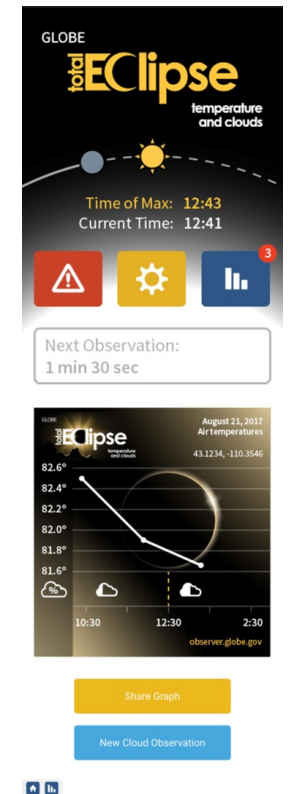 GLOBE
total
EClipse
temperature
and clouds
Time of Max: 12:43
Current Time: 12:41
3
Next Observation:
1 min 30 sec
GLOBE
total
EClipse
temperature
and clouds
August 21, 2017
Air temperatures
43.1234, -110.3546
82.6°
82.4°
82.2°
82.0°
81.8°
81.6°
%
10:30 12:30 2:30
observer.globe.gov
Share Graph
New Cloud Observation